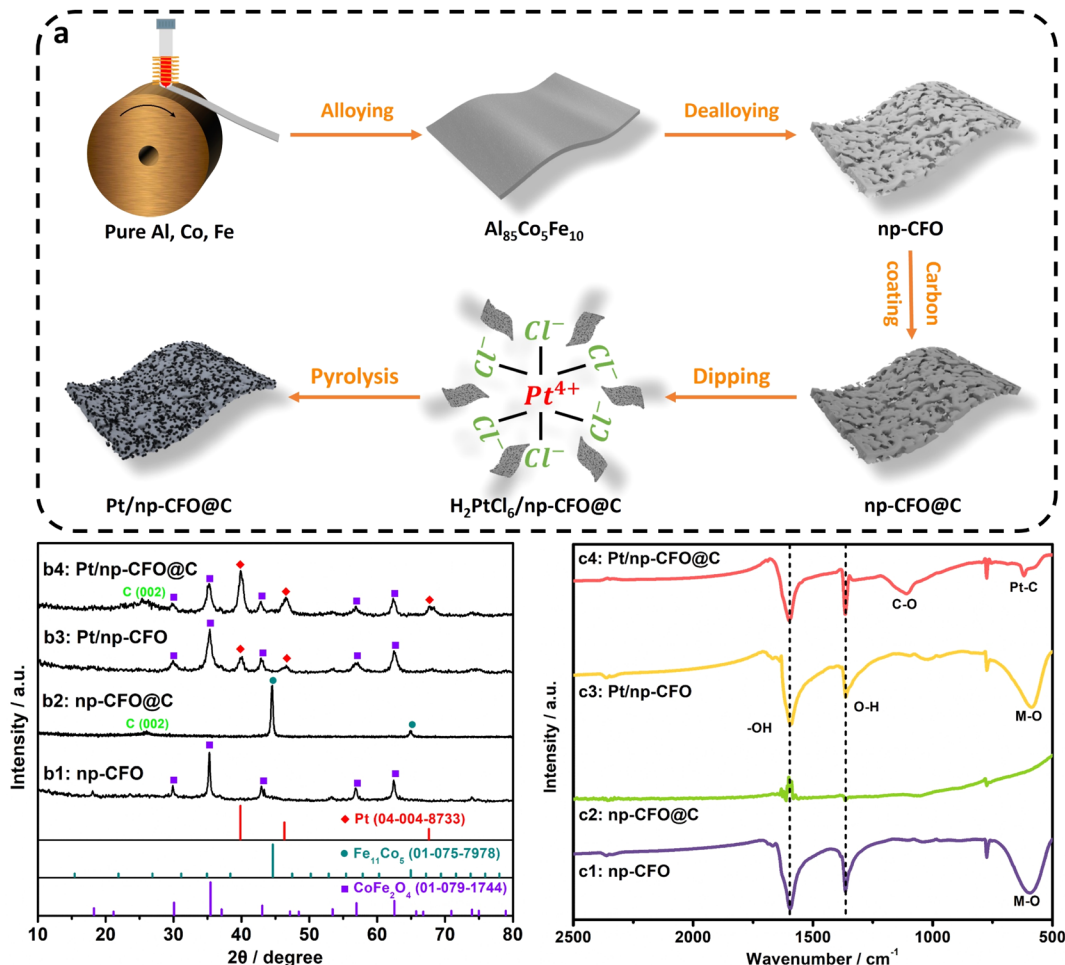 a
Alloying
Dealloying
Pure Al, Co, Fe
Al₈₅Co₅Fe₁₀
np-CFO
Carbon
coating
Cl⁻
Cl⁻
Cl⁻
Pyrolysis
Pt⁴⁺
Dipping
Cl⁻
Cl⁻
Cl⁻
Pt/np-CFO@C
H₂PtCl₆/np-CFO@C
np-CFO@C
b4: Pt/np-CFO@C
C (002)
b3: Pt/np-CFO
b2: np-CFO@C
C (002)
b1: np-CFO
Pt (04-004-8733)
Fe₁₁Co₅ (01-075-7978)
CoFe₂O₄ (01-079-1744)
Intensity / a.u.
10 20 30 40 50 60 70 80
2θ / degree
c4: Pt/np-CFO@C
C-O
Pt-C
c3: Pt/np-CFO
-OH
O-H
M-O
c2: np-CFO@C
c1: np-CFO
M-O
Intensity / a.u.
2500 2000 1500 1000 500
Wavenumber / cm⁻¹